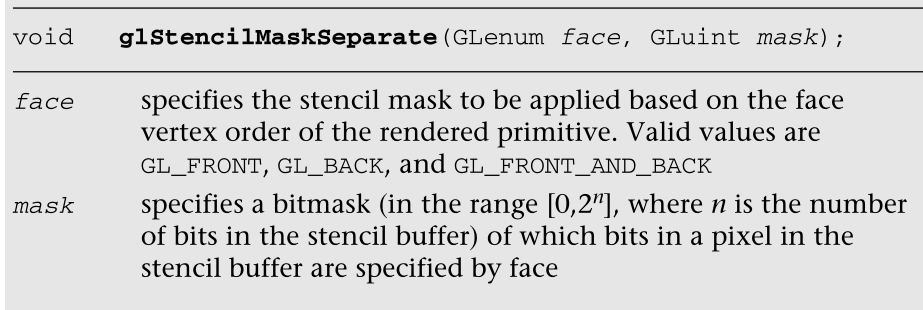 void glStencilMaskSeparate(GLenum face, GLuint mask);
face specifies the stencil mask to be applied based on the face
vertex order of the rendered primitive. Valid values are
GL_FRONT, GL_BACK, and GL_FRONT_AND_BACK
mask specifies a bitmask (in the range [0,2ⁿ], where n is the number
of bits in the stencil buffer) of which bits in a pixel in the
stencil buffer are specified by face